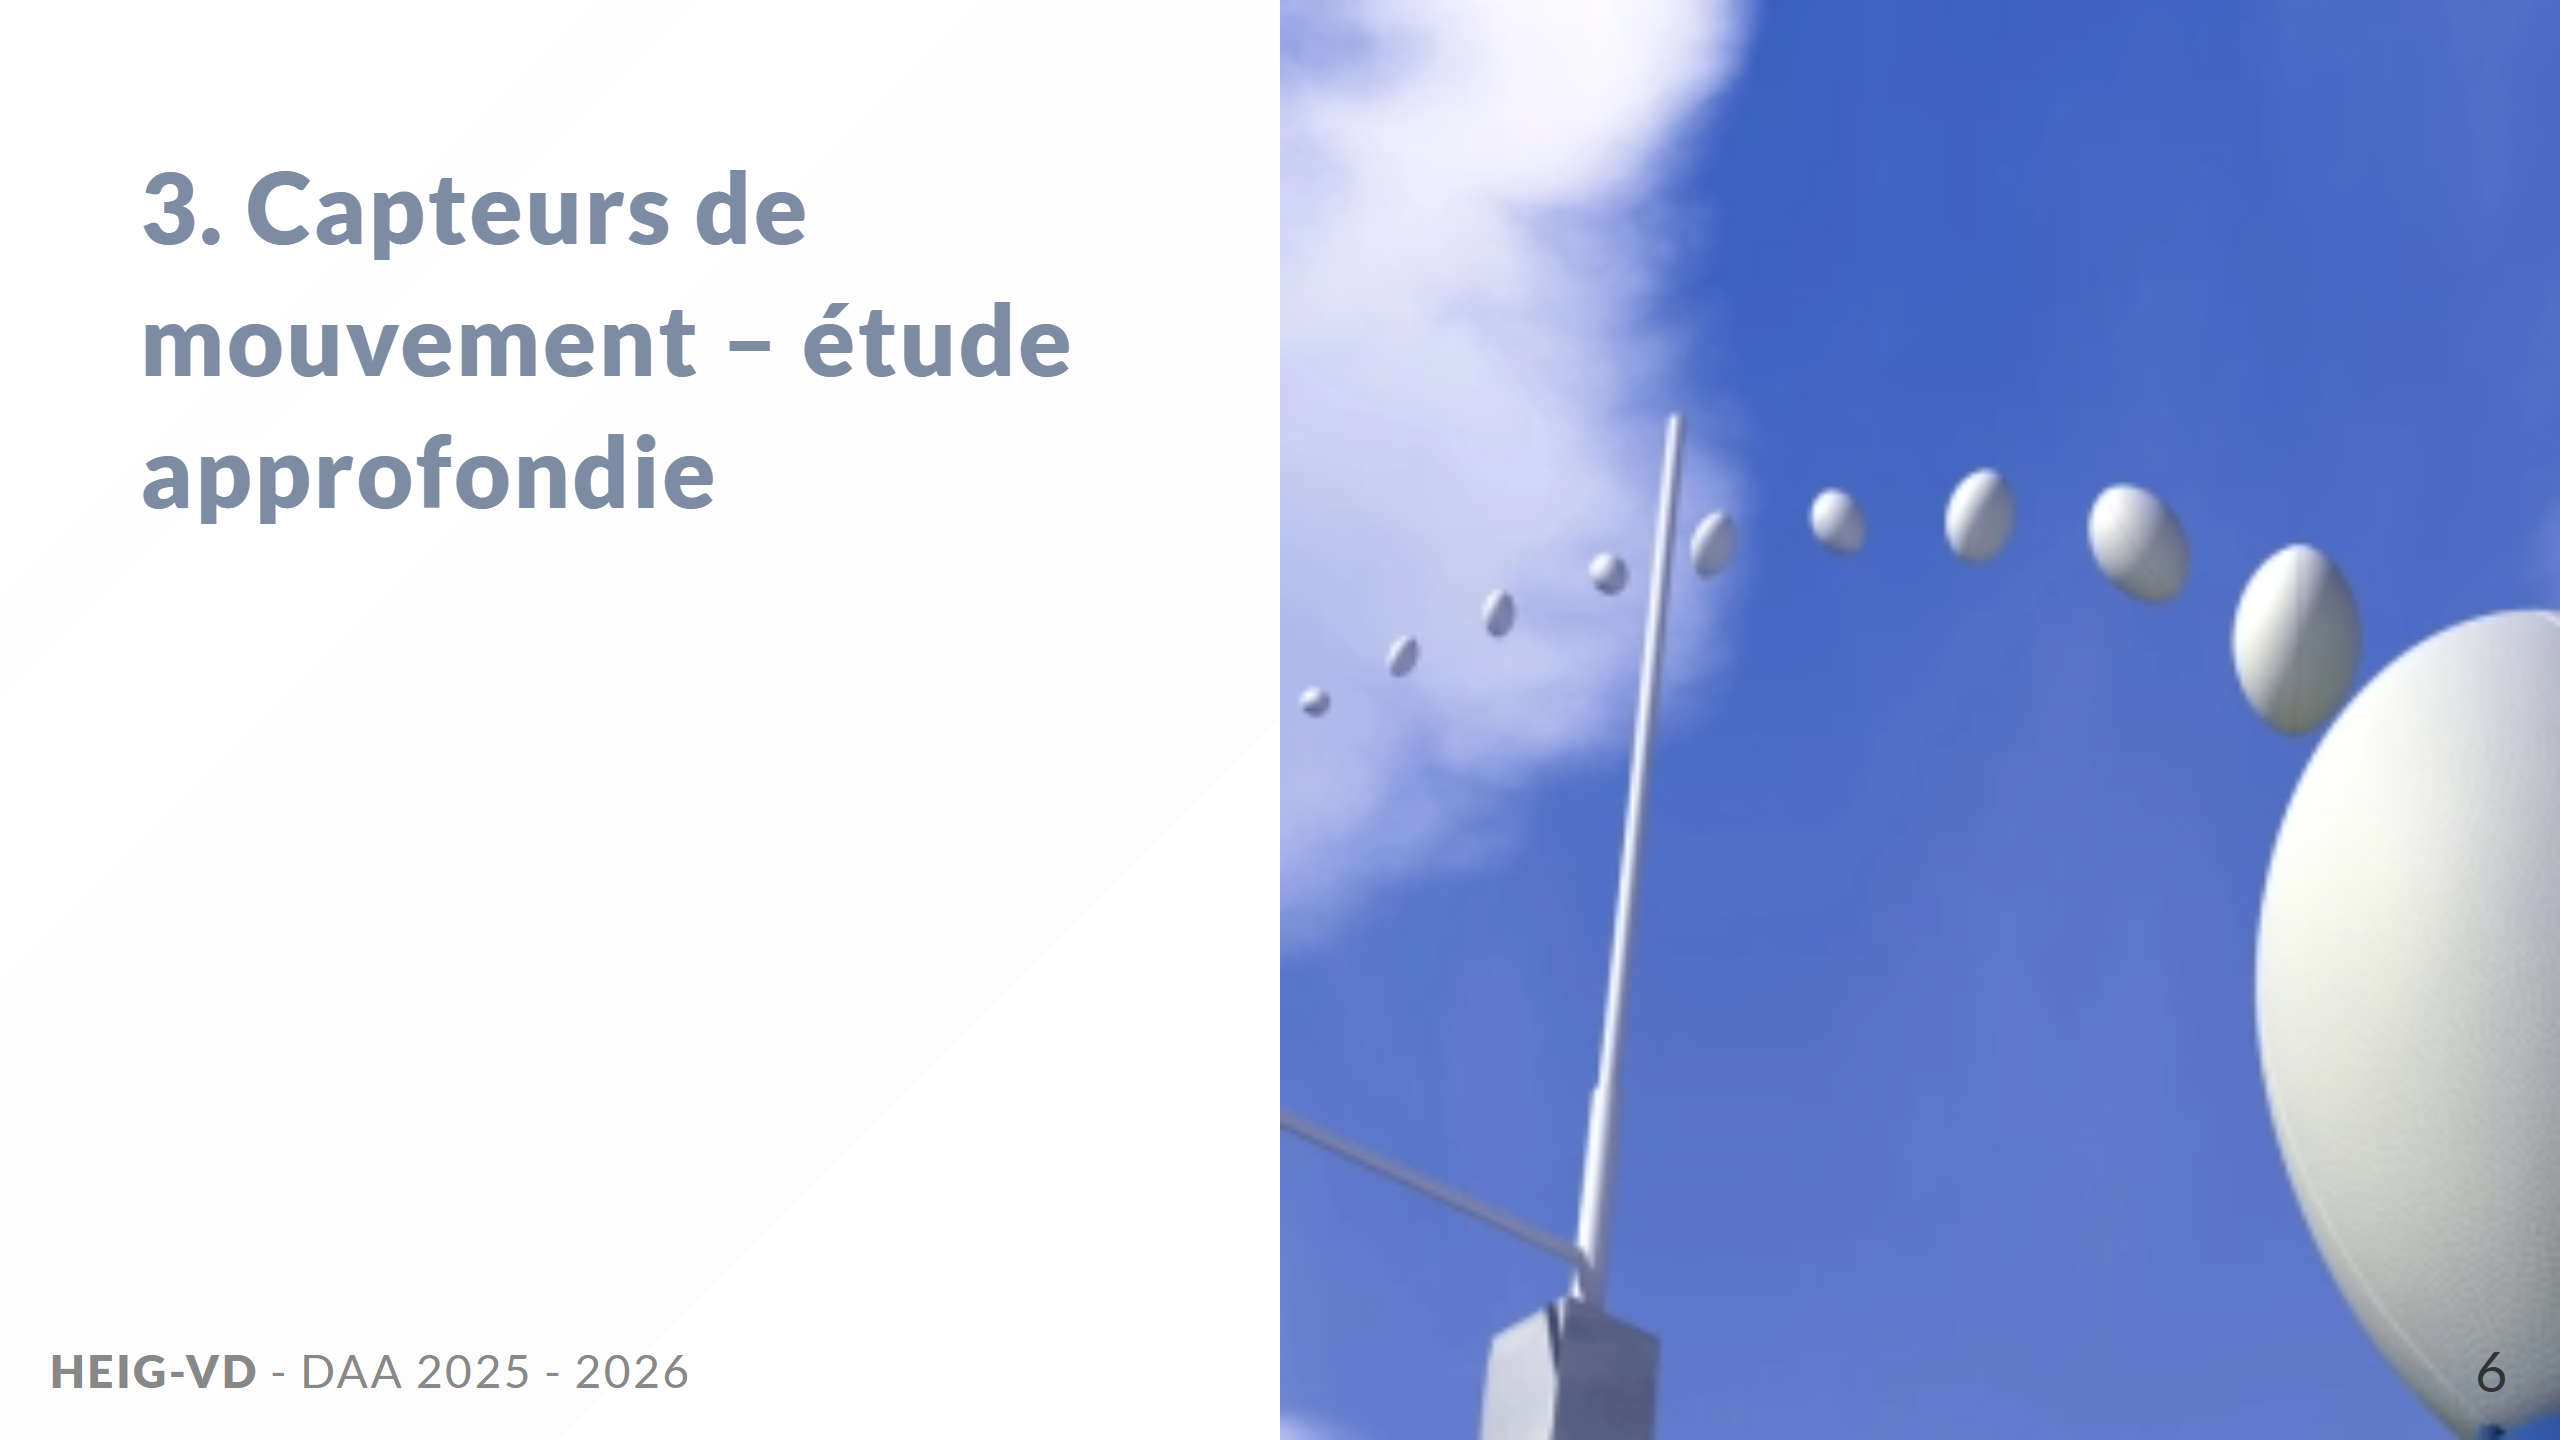 3. Capteurs de
mouvement – étude
approfondie
HEIG-VD - DAA 2025 - 2026
6